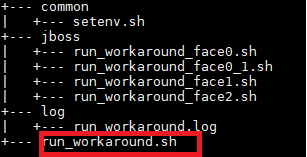 +--- common
|    +--- setenv.sh
+--- jboss
|    +--- run_workaround_face0.sh
|    +--- run_workaround_face0_1.sh
|    +--- run_workaround_face1.sh
|    +--- run_workaround_face2.sh
+--- log
|    +--- run_workaround.log
+--- run_workaround.sh